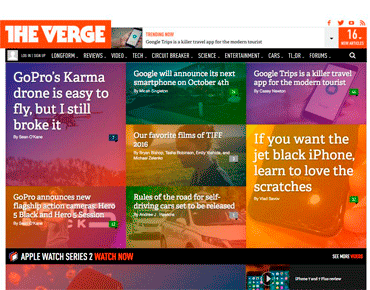 THE VERGE
TRENDING NOW
Google Trips is a killer travel app for the modern tourist
16
NEW ARTICLES
LOG IN | SIGN UP
LONGFORM
REVIEWS
VIDEO
TECH
CIRCUIT BREAKER
SCIENCE
ENTERTAINMENT
CARS
TL;DR
FORUMS
GoPro's Karma
drone is easy to
fly, but I still
broke it
By Sean O'Kane
Google will announce its next
smartphone on October 4th
By Micah Singleton
Google Trips is a killer travel
app for the modern tourist
By Casey Newton
Our favorite films of TIFF
2016
By Bryan Bishop, Tasha Robinson, Emily Yoshida, and
If you want the
jet black iPhone,
learn to love the
scratches
By Vlad Savov
GoPro announces new
flagship action cameras: Hero
5 Black and Hero 5 Session
By Sean O'Kane
Rules of the road for self-
driving cars set to be released
By Andrew J. Hawkins
APPLE WATCH SERIES 2 WATCH NOW
SEE MORE VIDEOS
iPhone 7 and 7 Plus review